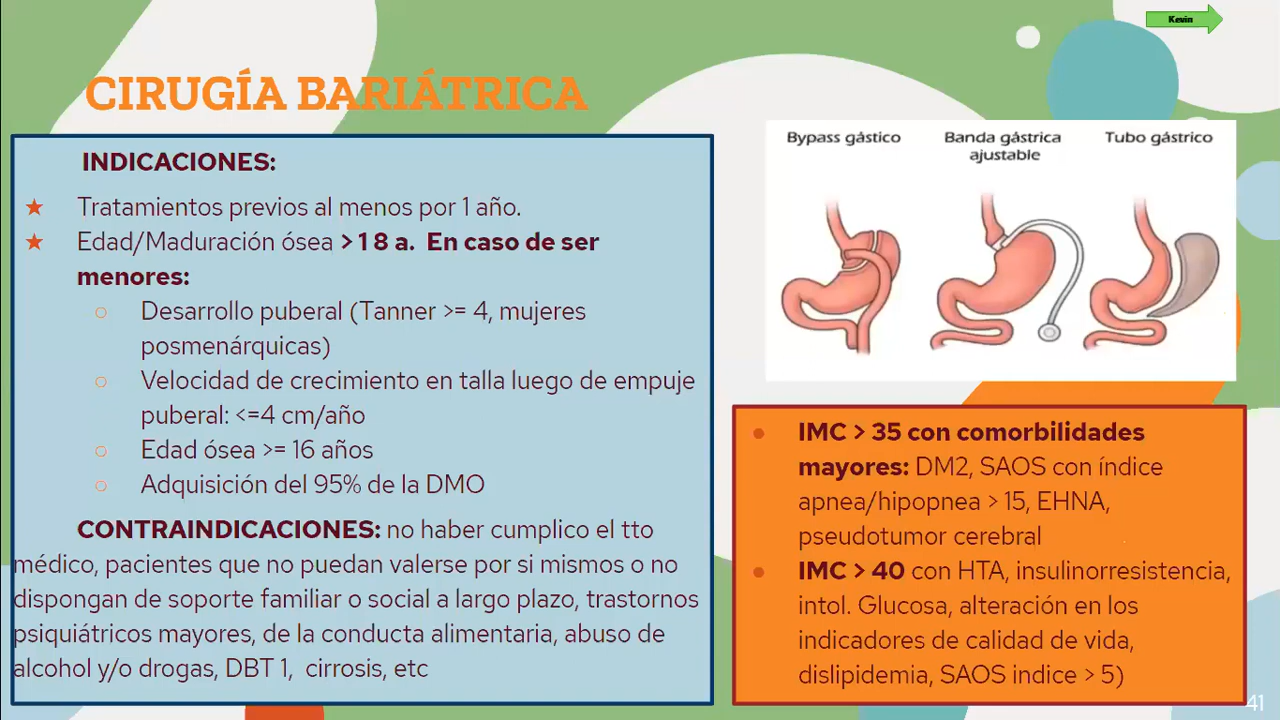 Kevin
CIRUGÍA BARIÁTRICA
INDICACIONES:
Tratamientos previos al menos por 1 año.
Edad/Maduración ósea >18 a. En caso de ser
menores:
Desarrollo puberal (Tanner >= 4, mujeres
posmenárquicas)
Velocidad de crecimiento en talla luego de empuje
puberal: <=4 cm/año
Edad ósea >= 16 años
Adquisición del 95% de la DMO
CONTRAINDICACIONES: no haber cumplico el tto
médico, pacientes que no puedan valerse por si mismos o no
dispongan de soporte familiar o social a largo plazo, trastornos
psiquiátricos mayores, de la conducta alimentaria, abuso de
alcohol y/o drogas, DBT 1, cirrosis, etc
Bypass gástico
Banda gástrica
ajustable
Tubo gástrico
IMC > 35 con comorbilidades
mayores: DM2, SAOS con índice
apnea/hipopnea > 15, EHNA,
pseudotumor cerebral
IMC > 40 con HTA, insulinorresistencia,
intol. Glucosa, alteración en los
indicadores de calidad de vida,
dislipidemia, SAOS indice > 5)
41